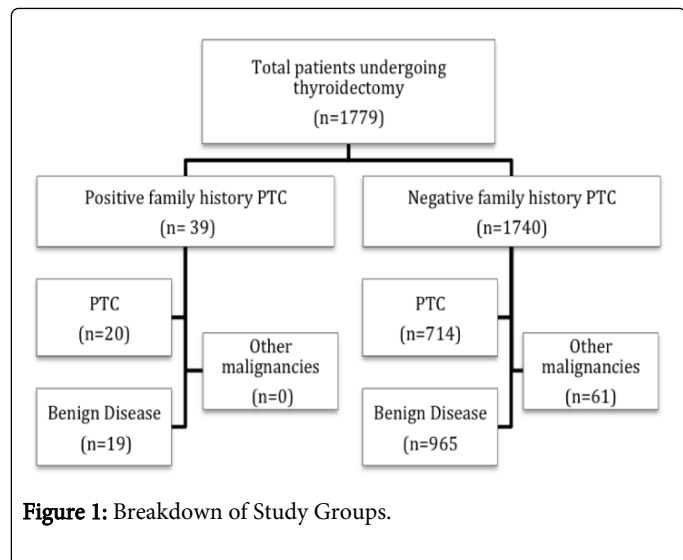 Total patients undergoing
thyroidectomy
(n=1779)
Positive family history PTC
(n= 39)
Negative family history PTC
(n=1740)
PTC
(n=20)
Other
malignancies
(n=0)
Benign Disease
(n=19)
PTC
(n=714)
Other
malignancies
(n=61)
Benign Disease
(n=965
Figure 1: Breakdown of Study Groups.